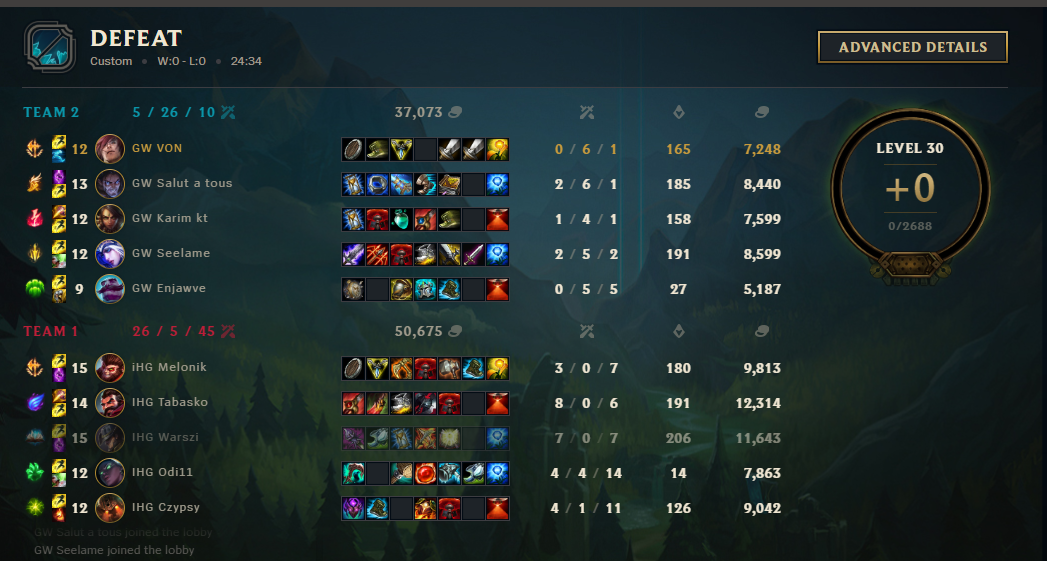 DEFEAT
Custom • W:0 - L:0 • 24:34
ADVANCED DETAILS
TEAM 2 5 / 26 / 10 37,073
12 GW VON 0 / 6 / 1 165 7,248
13 GW Salut a tous 2 / 6 / 1 185 8,440
12 GW Karim kt 1 / 4 / 1 158 7,599
12 GW Seelame 2 / 5 / 2 191 8,599
9 GW Enjawve 0 / 5 / 5 27 5,187
LEVEL 30
+0
0/2688
TEAM 1 26 / 5 / 45 50,675
15 iHG Melonik 3 / 0 / 7 180 9,813
14 IHG Tabasko 8 / 0 / 6 191 12,314
15 IHG Warszi 7 / 0 / 7 206 11,643
12 IHG Odi11 4 / 4 / 14 14 7,863
12 IHG Czypsy 4 / 1 / 11 126 9,042
GW Salut a tous joined the lobby
GW Seelame joined the lobby